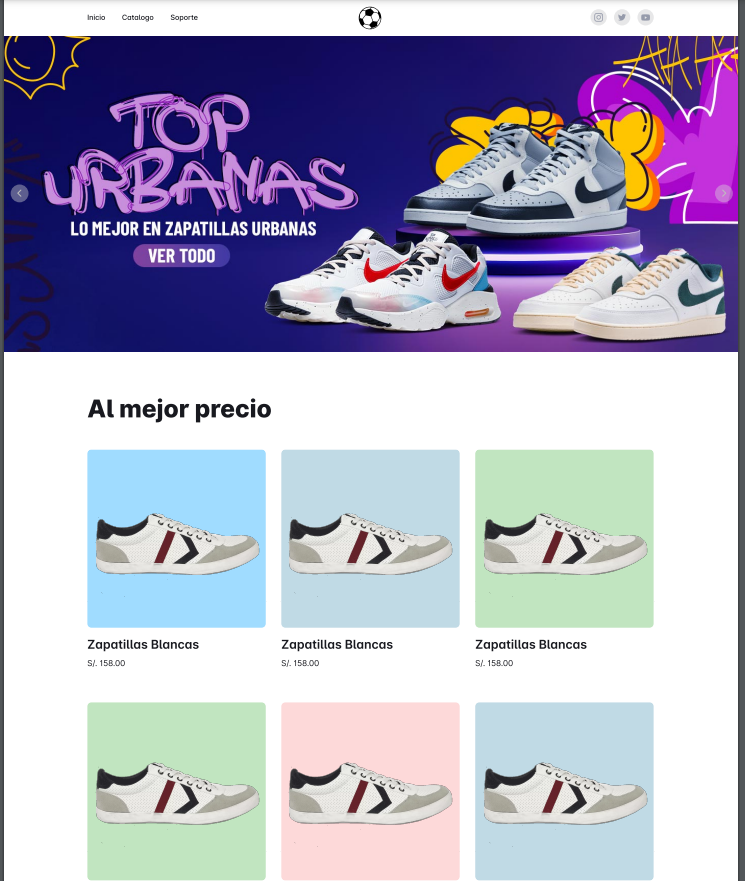 Inicio
Catalogo
Soporte
TOP
URBANAS
LO MEJOR EN ZAPATILLAS URBANAS
VER TODO
Al mejor precio
Zapatillas Blancas
S/. 158.00
Zapatillas Blancas
S/. 158.00
Zapatillas Blancas
S/. 158.00